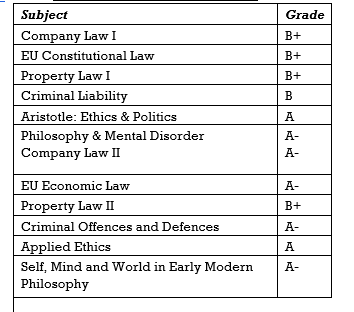 Subject Grade
Company Law I B+
EU Constitutional Law B+
Property Law I B+
Criminal Liability B
Aristotle: Ethics & Politics A
Philosophy & Mental Disorder A-
Company Law II A-
EU Economic Law A-
Property Law II B+
Criminal Offences and Defences A-
Applied Ethics A
Self, Mind and World in Early Modern A-
Philosophy